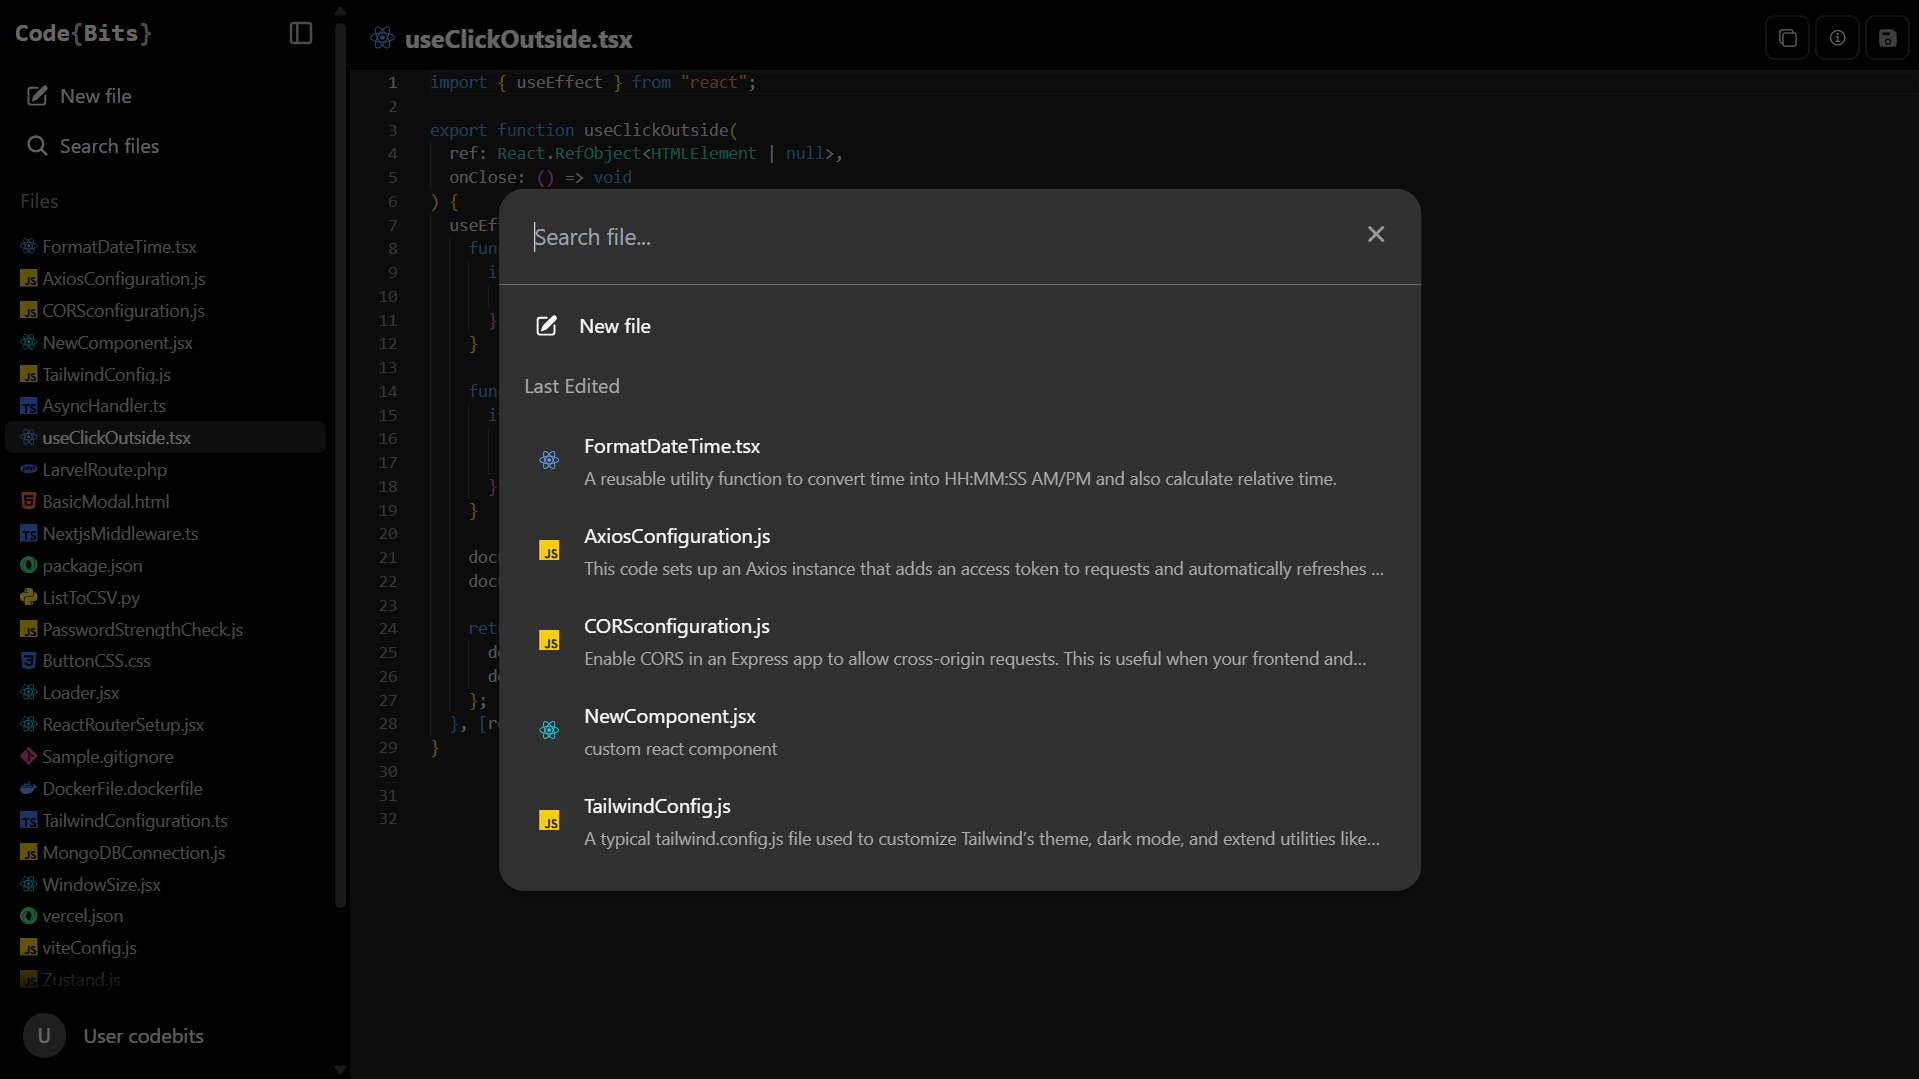 Code{Bits}
New file
Search files
Files
FormatDateTime.tsx
AxiosConfiguration.js
CORSconfiguration.js
NewComponent.jsx
TailwindConfig.js
AsyncHandler.ts
useClickOutside.tsx
LarvelRoute.php
BasicModal.html
NextjsMiddleware.ts
package.json
ListToCSV.py
PasswordStrengthCheck.js
ButtonCSS.css
Loader.jsx
ReactRouterSetup.jsx
Sample.gitignore
DockerFile.dockerfile
TailwindConfiguration.ts
MongoDBConnection.js
WindowSize.jsx
vercel.json
viteConfig.js
Zustand.js
U User codebits
useClickOutside.tsx
1 import { useEffect } from "react";
2
3 export function useClickOutside(
4 ref: React.RefObject<HTMLElement | null>,
5 onClose: () => void
6 ) {
7 useEf
8 fun
9 i
10
11 }
12 }
13
14 fun
15 i
16
17
18 }
19 }
20
21 doc
22 doc
23
24 ret
25 d
26 d
27 };
28 }, [r
29 }
30
31
32
Search file...
New file
Last Edited
FormatDateTime.tsx
A reusable utility function to convert time into HH:MM:SS AM/PM and also calculate relative time.
JS AxiosConfiguration.js
This code sets up an Axios instance that adds an access token to requests and automatically refreshes ...
JS CORSconfiguration.js
Enable CORS in an Express app to allow cross-origin requests. This is useful when your frontend and...
NewComponent.jsx
custom react component
JS TailwindConfig.js
A typical tailwind.config.js file used to customize Tailwind's theme, dark mode, and extend utilities like...